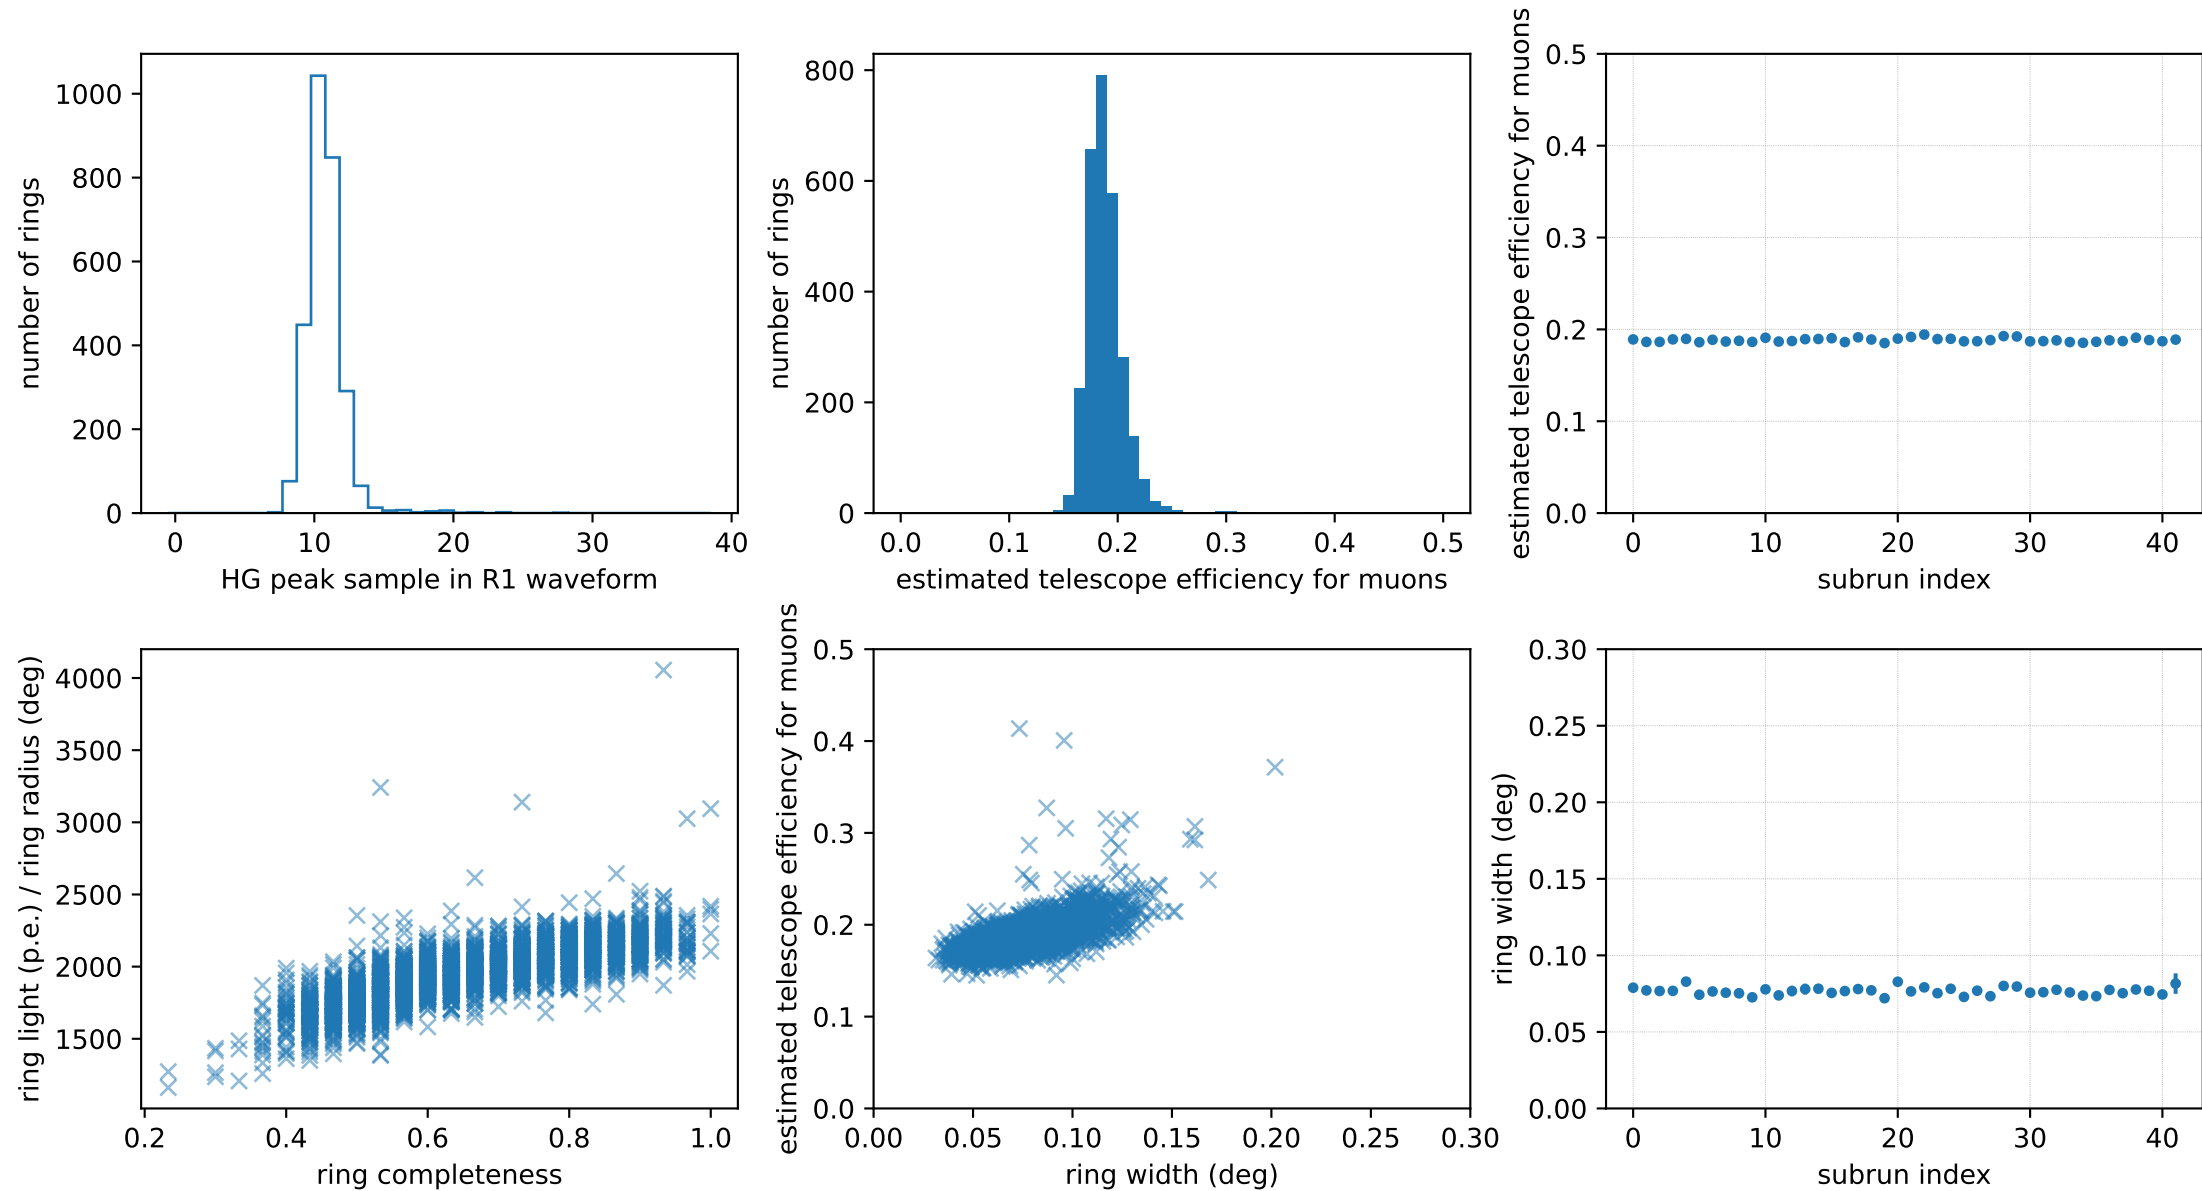 number of rings
1000
800
600
400
200
0
0 10 20 30 40
HG peak sample in R1 waveform
number of rings
800
600
400
200
0
0.0 0.1 0.2 0.3 0.4 0.5
estimated telescope efficiency for muons
estimated telescope efficiency for muons
0.5
0.4
0.3
0.2
0.1
0.0
0 10 20 30 40
subrun index
ring light (p.e.) / ring radius (deg)
4000
3500
3000
2500
2000
1500
0.2 0.4 0.6 0.8 1.0
ring completeness
estimated telescope efficiency for muons
0.5
0.4
0.3
0.2
0.1
0.0
0.00 0.05 0.10 0.15 0.20 0.25 0.30
ring width (deg)
ring width (deg)
0.30
0.25
0.20
0.15
0.10
0.05
0.00
0 10 20 30 40
subrun index